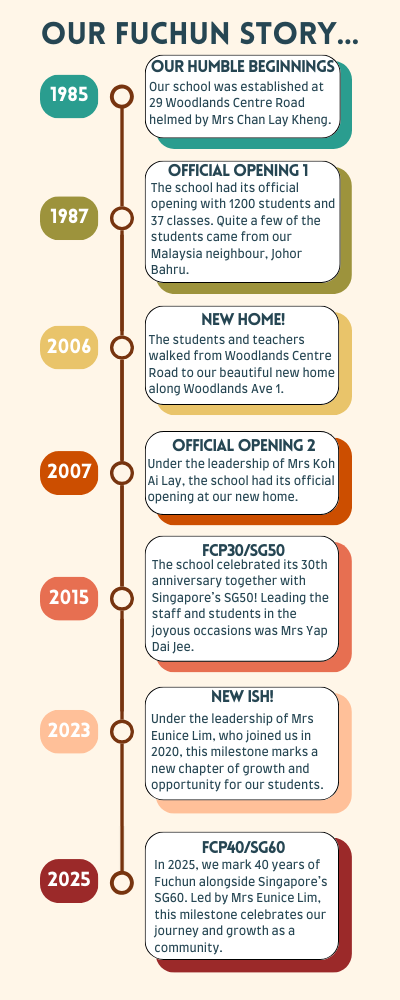 OUR FUCHUN STORY...
1985
OUR HUMBLE BEGINNINGS
Our school was established at
29 Woodlands Centre Road
helmed by Mrs Chan Lay Kheng.
1987
OFFICIAL OPENING 1
The school had its official
opening with 1200 students and
37 classes. Quite a few of the
students came from our
Malaysia neighbour, Johor
Bahru.
2006
NEW HOME!
The students and teachers
walked from Woodlands Centre
Road to our beautiful new home
along Woodlands Ave 1.
2007
OFFICIAL OPENING 2
Under the leadership of Mrs Koh
Ai Lay, the school had its official
opening at our new home.
2015
FCP30/SG50
The school celebrated its 30th
anniversary together with
Singapore's SG50! Leading the
staff and students in the
joyous occasions was Mrs Yap
Dai Jee.
2023
NEW ISH!
Under the leadership of Mrs
Eunice Lim, who joined us in
2020, this milestone marks a
new chapter of growth and
opportunity for our students.
2025
FCP40/SG60
In 2025, we mark 40 years of
Fuchun alongside Singapore's
SG60. Led by Mrs Eunice Lim,
this milestone celebrates our
journey and growth as a
community.